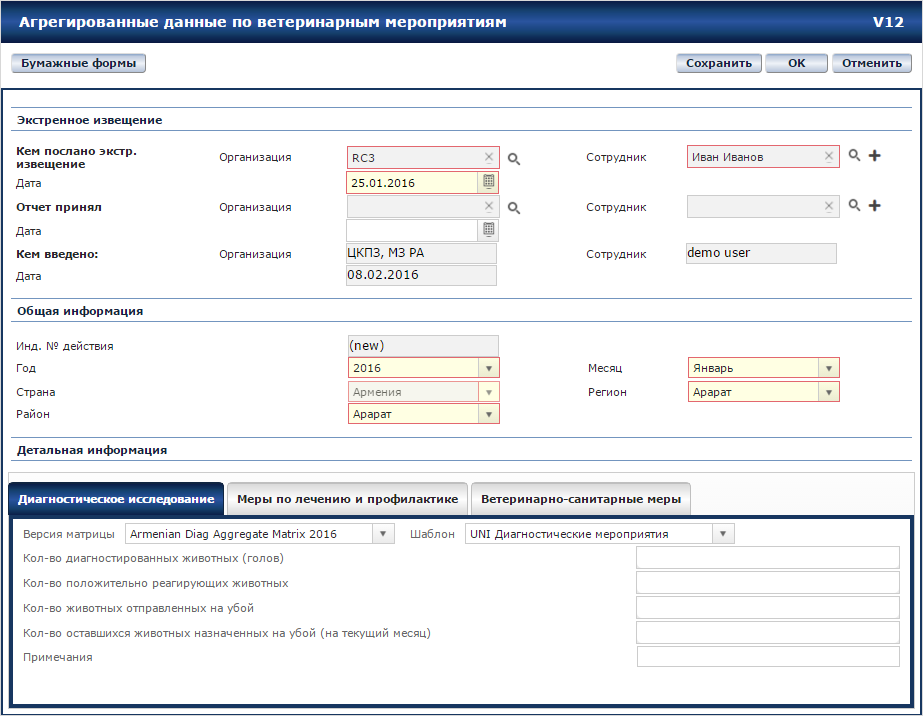 Агрегированные данные по ветеринарным мероприятиям V12
Бумажные формы Сохранить ОК Отменить
Экстренное извещение
Кем послано экстр. извещение Организация RC3 Сотрудник Иван Иванов
Дата 25.01.2016
Отчет принял Организация Сотрудник
Дата
Кем введено: Организация ЦКПЗ, МЗ РА Сотрудник demo user
Дата 08.02.2016
Общая информация
Инд. № действия (new)
Год 2016 Месяц Январь
Страна Армения Регион Арарат
Район Арарат
Детальная информация
Диагностическое исследование Меры по лечению и профилактике Ветеринарно-санитарные меры
Версия матрицы Armenian Diag Aggregate Matrix 2016 Шаблон UNI Диагностические мероприятия
Кол-во диагностированных животных (голов)
Кол-во положительно реагирующих животных
Кол-во животных отправленных на убой
Кол-во оставшихся животных назначенных на убой (на текущий месяц)
Примечания